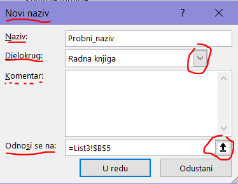 Novi naziv
Naziv: Probni_naziv
Djelokrug: Radna knjiga
Komentar:
Odnosi se na: =List3!$B$5
U redu Odustani